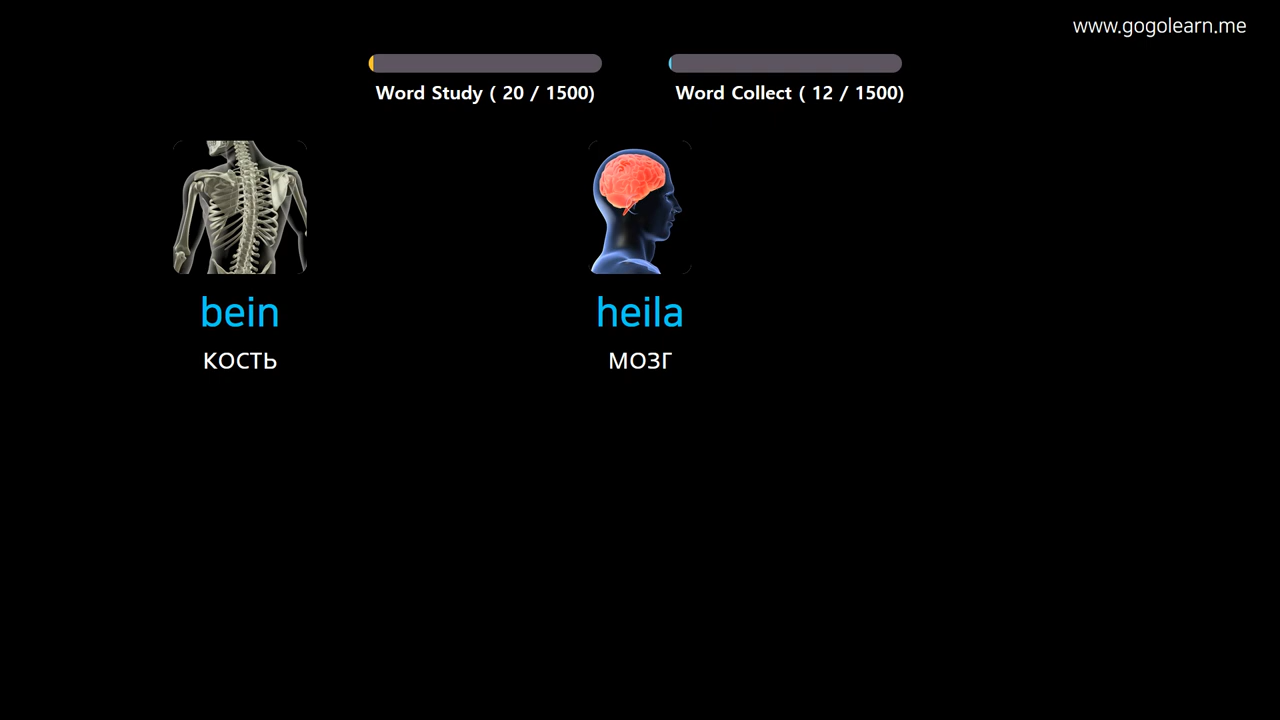 www.gogolearn.me
Word Study ( 20 / 1500)
Word Collect ( 12 / 1500)
bein
heila
КОСТЬ
МОЗГ